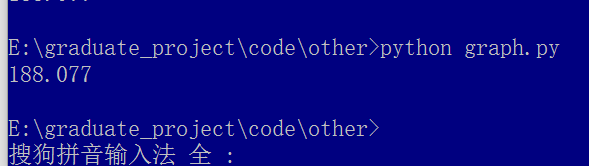 E:\graduate_project\code\other>python graph.py
188.077
E:\graduate_project\code\other>
搜狗拼音输入法 全 :